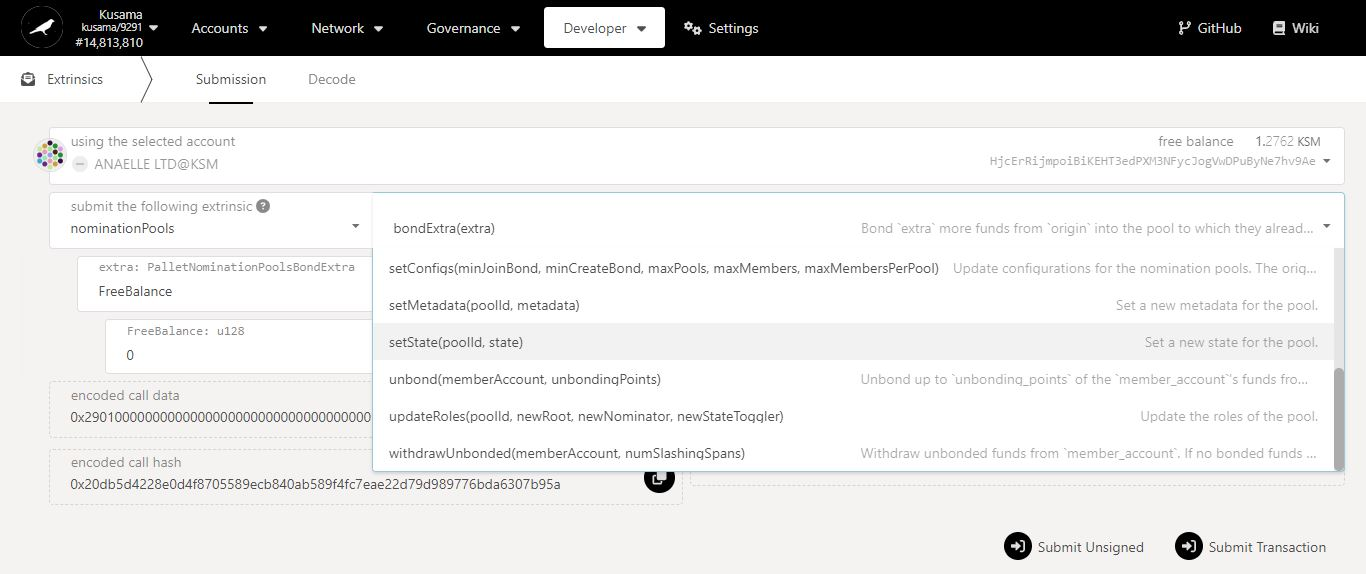 Kusama
kusama/9291
#14,813,810
Accounts
Network
Governance
Developer
Settings
GitHub
Wiki
Extrinsics
Submission
Decode
using the selected account
ANAELLE LTD@KSM
free balance 1.2762 KSM
HjcErRijmpoiBiKEHT3edPXM3NFycJogVwDPuByNe7hv9Ae
submit the following extrinsic ?
nominationPools
bondExtra(extra) Bond `extra` more funds from `origin` into the pool to which they alread...
extra: PalletNominationPoolsBondExtra
FreeBalance
FreeBalance: u128
0
setConfigs(minJoinBond, minCreateBond, maxPools, maxMembers, maxMembersPerPool) Update configurations for the nomination pools. The orig...
setMetadata(poolId, metadata) Set a new metadata for the pool.
setState(poolId, state) Set a new state for the pool.
unbond(memberAccount, unbondingPoints) Unbond up to `unbonding_points` of the `member_account`'s funds fro...
updateRoles(poolId, newRoot, newNominator, newStateToggler) Update the roles of the pool.
withdrawUnbonded(memberAccount, numSlashingSpans) Withdraw unbonded funds from `member_account`. If no bonded funds ...
encoded call data
encoded call hash
0x20db5d4228e0d4f8705589ecb840ab589f4fc7eae22d79d989776bda6307b95a
Submit Unsigned
Submit Transaction